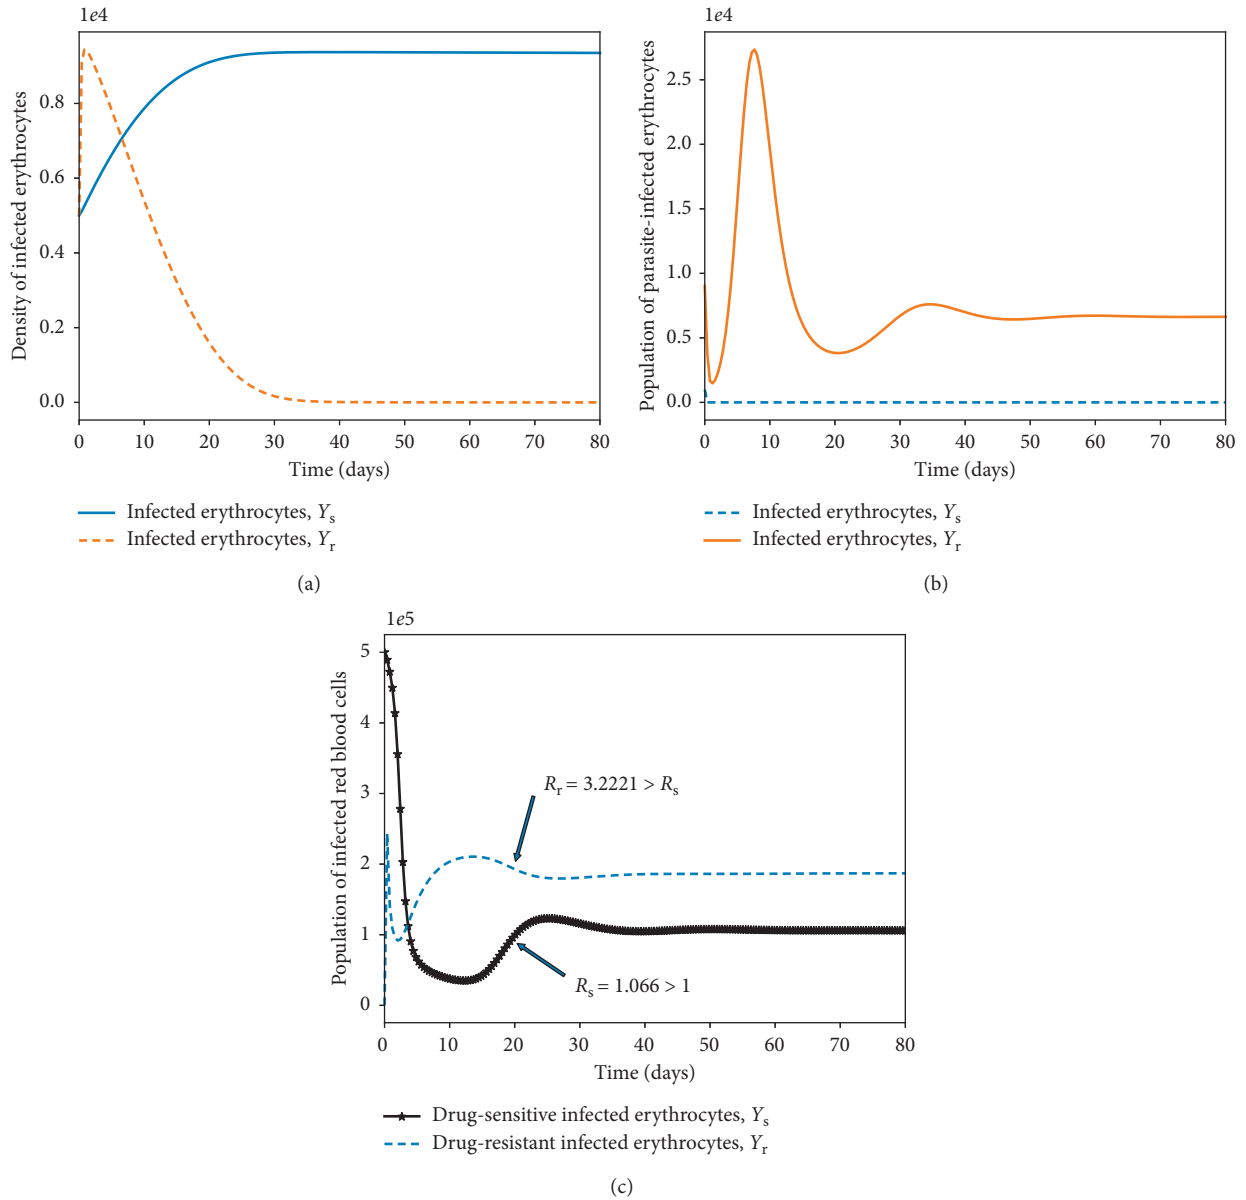 (a)
1e4
Density of infected erythrocytes
0.8
0.6
0.4
0.2
0.0
0 10 20 30 40 50 60 70 80
Time (days)
Infected erythrocytes, Yₛ
Infected erythrocytes, Yᵣ
(a)
1e4
Population of parasite-infected erythrocytes
2.5
2.0
1.5
1.0
0.5
0.0
0 10 20 30 40 50 60 70 80
Time (days)
Infected erythrocytes, Yₛ
Infected erythrocytes, Yᵣ
(b)
1e5
Population of infected red blood cells
5
4
3
2
1
0
Rᵣ = 3.2221 > Rₛ
Rₛ = 1.066 > 1
0 10 20 30 40 50 60 70 80
Time (days)
Drug-sensitive infected erythrocytes, Yₛ
Drug-resistant infected erythrocytes, Yᵣ
(c)